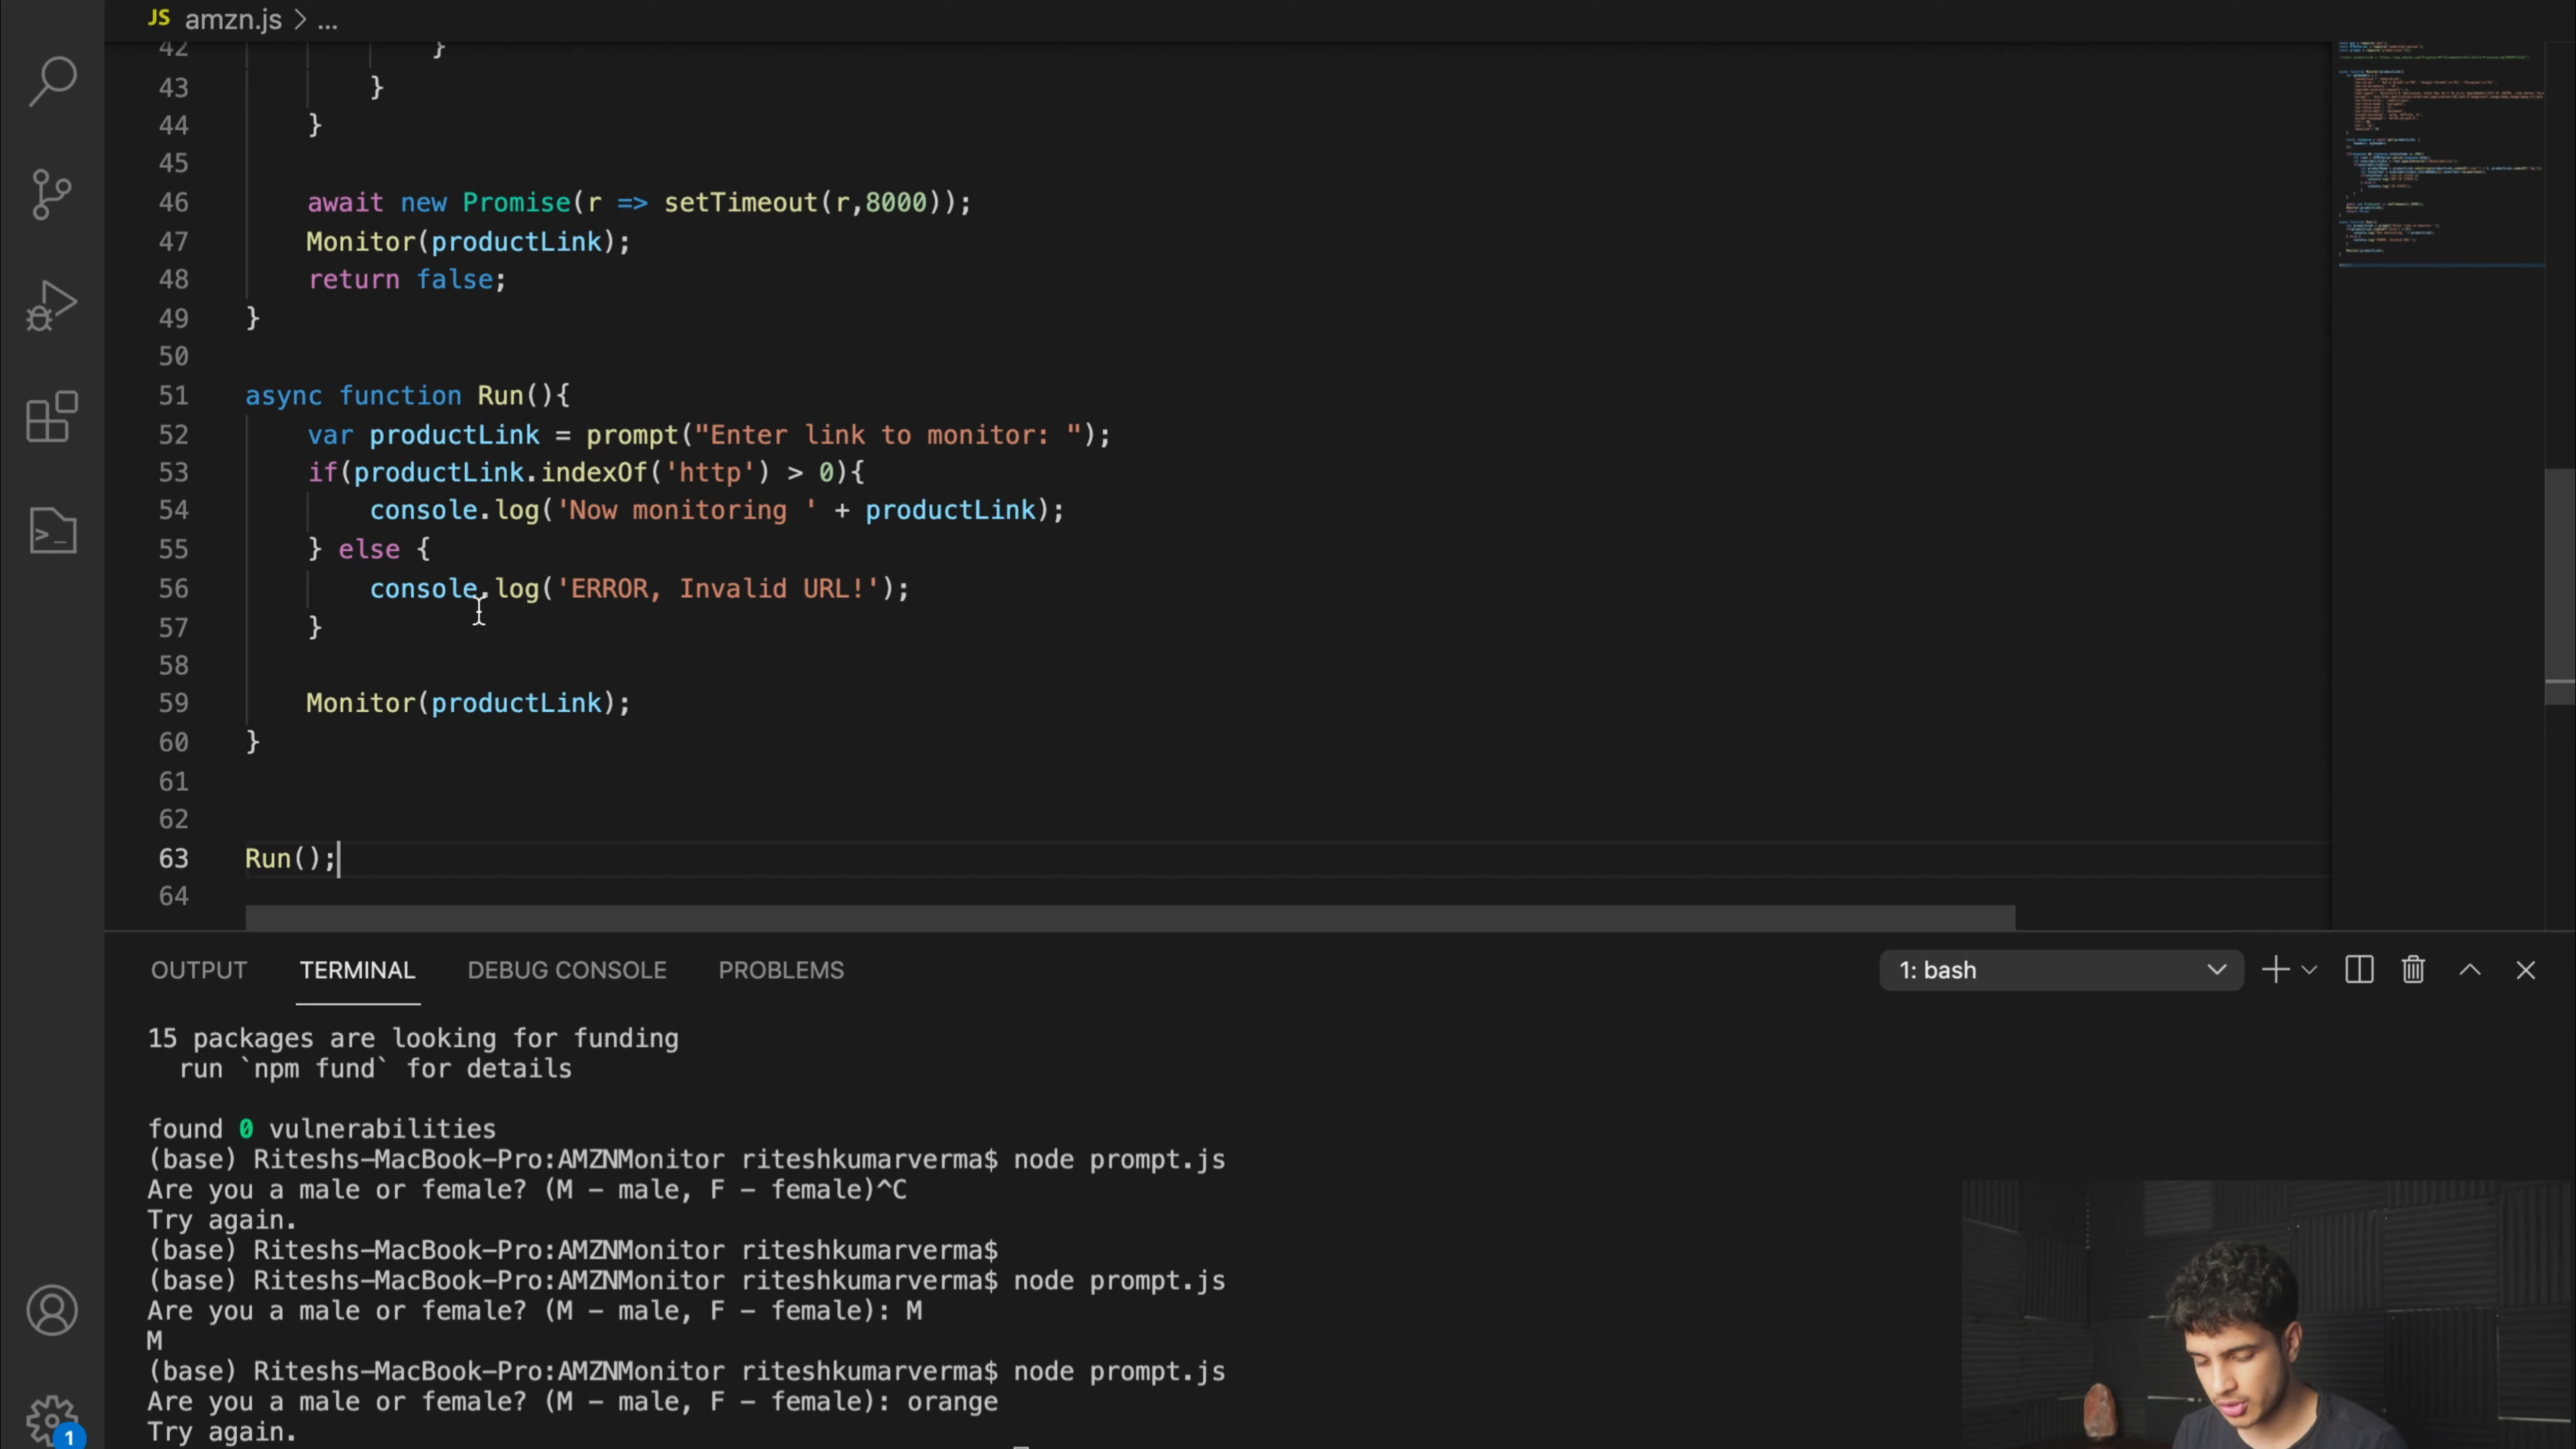 JS amzn.js > ...
42 }
43 }
44 }
45
46 await new Promise(r => setTimeout(r,8000));
47 Monitor(productLink);
48 return false;
49 }
50
51 async function Run(){
52 var productLink = prompt("Enter link to monitor: ");
53 if(productLink.indexOf('http') > 0){
54 console.log('Now monitoring ' + productLink);
55 } else {
56 console.log('ERROR, Invalid URL!');
57 }
58
59 Monitor(productLink);
60 }
61
62
63 Run();
64
OUTPUT TERMINAL DEBUG CONSOLE PROBLEMS 1: bash
15 packages are looking for funding
run `npm fund` for details
found 0 vulnerabilities
(base) Riteshs-MacBook-Pro:AMZNMonitor riteshkumarverma$ node prompt.js
Are you a male or female? (M - male, F - female)^C
Try again.
(base) Riteshs-MacBook-Pro:AMZNMonitor riteshkumarverma$
(base) Riteshs-MacBook-Pro:AMZNMonitor riteshkumarverma$ node prompt.js
Are you a male or female? (M - male, F - female): M
M
(base) Riteshs-MacBook-Pro:AMZNMonitor riteshkumarverma$ node prompt.js
Are you a male or female? (M - male, F - female): orange
Try again.
1